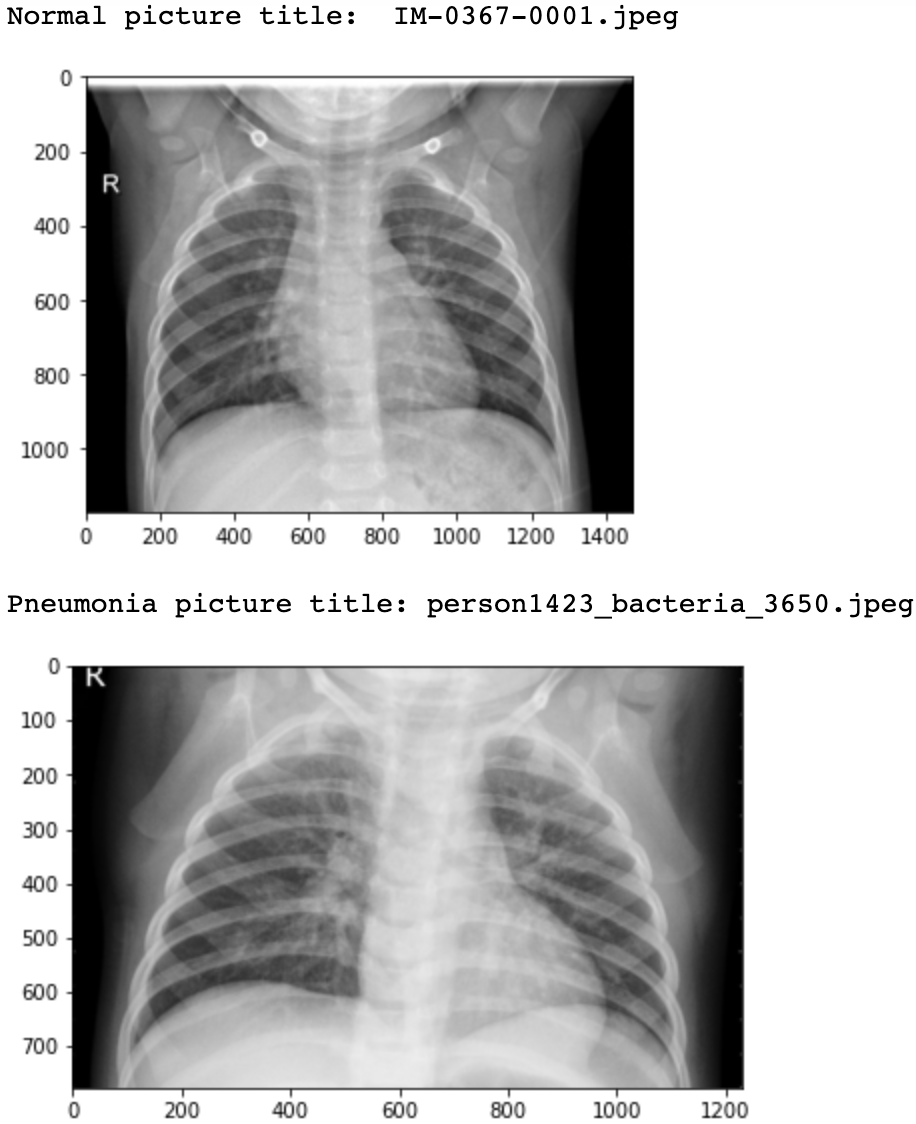 Normal picture title:  IM-0367-0001.jpeg
0
200
R
400
600
800
1000
0 200 400 600 800 1000 1200 1400
Pneumonia picture title: person1423_bacteria_3650.jpeg
0
R
100
200
300
400
500
600
700
0 200 400 600 800 1000 1200